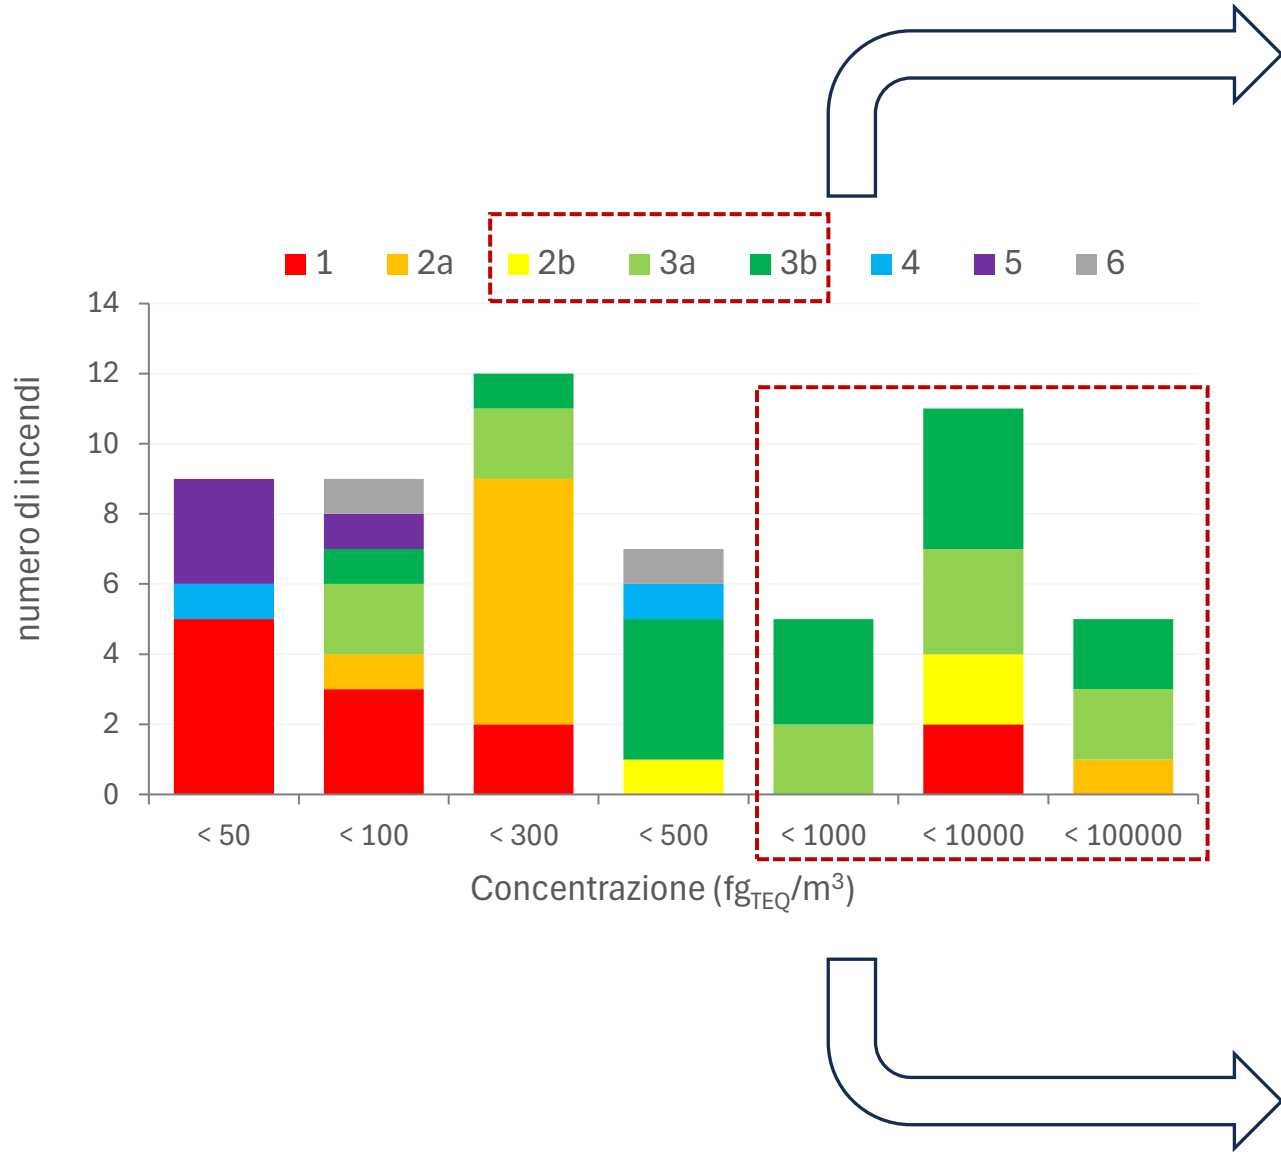 1 2a 2b 3a 3b 4 5 6
14
12
10
8
6
4
2
0
numero di incendi
< 50 < 100 < 300 < 500 < 1000 < 10000 < 100000
Concentrazione (fgTEQ/m³)